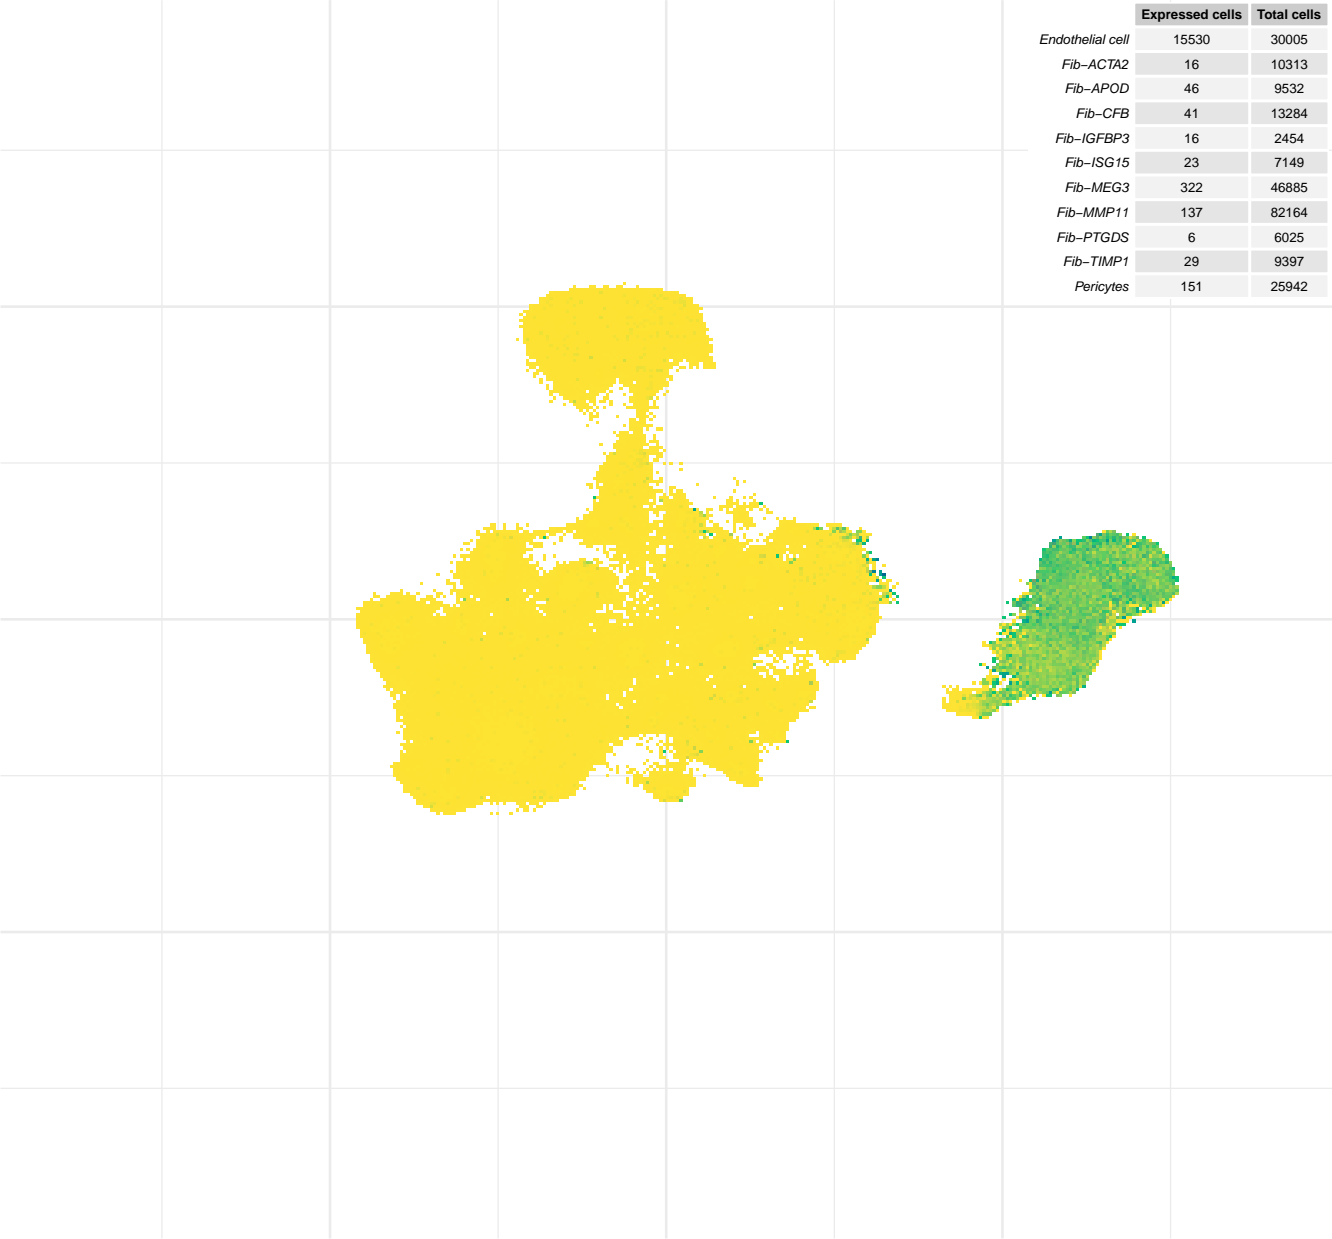 Expressed cells Total cells
Endothelial cell 15530 30005
Fib−ACTA2 16 10313
Fib−APOD 46 9532
Fib−CFB 41 13284
Fib−IGFBP3 16 2454
Fib−ISG15 23 7149
Fib−MEG3 322 46885
Fib−MMP11 137 82164
Fib−PTGDS 6 6025
Fib−TIMP1 29 9397
Pericytes 151 25942